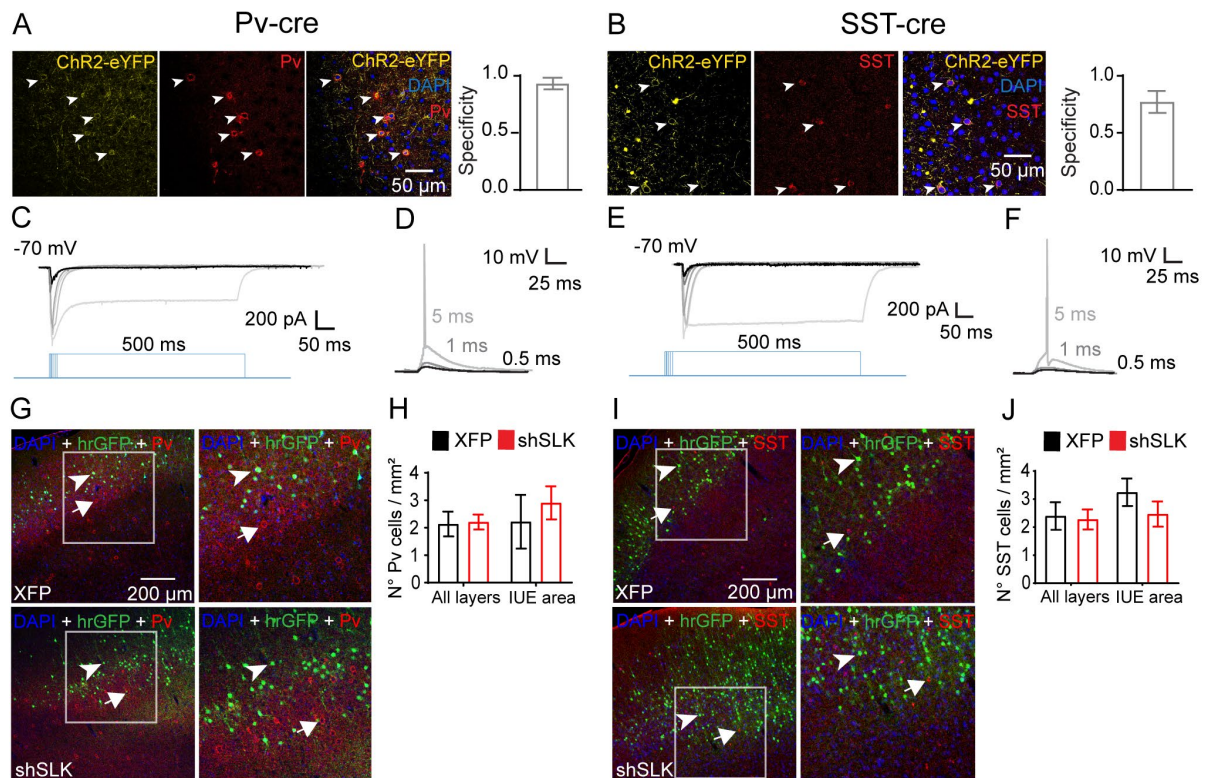 A Pv-cre
ChR2-eYFP
Pv
ChR2-eYFP
DAPI
Pv
50 µm
Specificity
1.0
0.5
0.0
B SST-cre
ChR2-eYFP
SST
ChR2-eYFP
DAPI
SST
50 µm
Specificity
1.0
0.5
0.0
C
-70 mV
200 pA
50 ms
500 ms
D
10 mV
25 ms
5 ms
1 ms
0.5 ms
E
-70 mV
200 pA
50 ms
500 ms
F
10 mV
25 ms
5 ms
1 ms
0.5 ms
G
DAPI + hrGFP + Pv
DAPI + hrGFP + Pv
200 µm
XFP
DAPI + hrGFP + Pv
DAPI + hrGFP + Pv
shSLK
H
XFP shSLK
N° Pv cells / mm²
4
3
2
1
0
All layers IUE area
I
DAPI + hrGFP + SST
DAPI + hrGFP + SST
200 µm
XFP
DAPI + hrGFP + SST
DAPI + hrGFP + SST
shSLK
J
XFP shSLK
N° SST cells / mm²
4
3
2
1
0
All layers IUE area